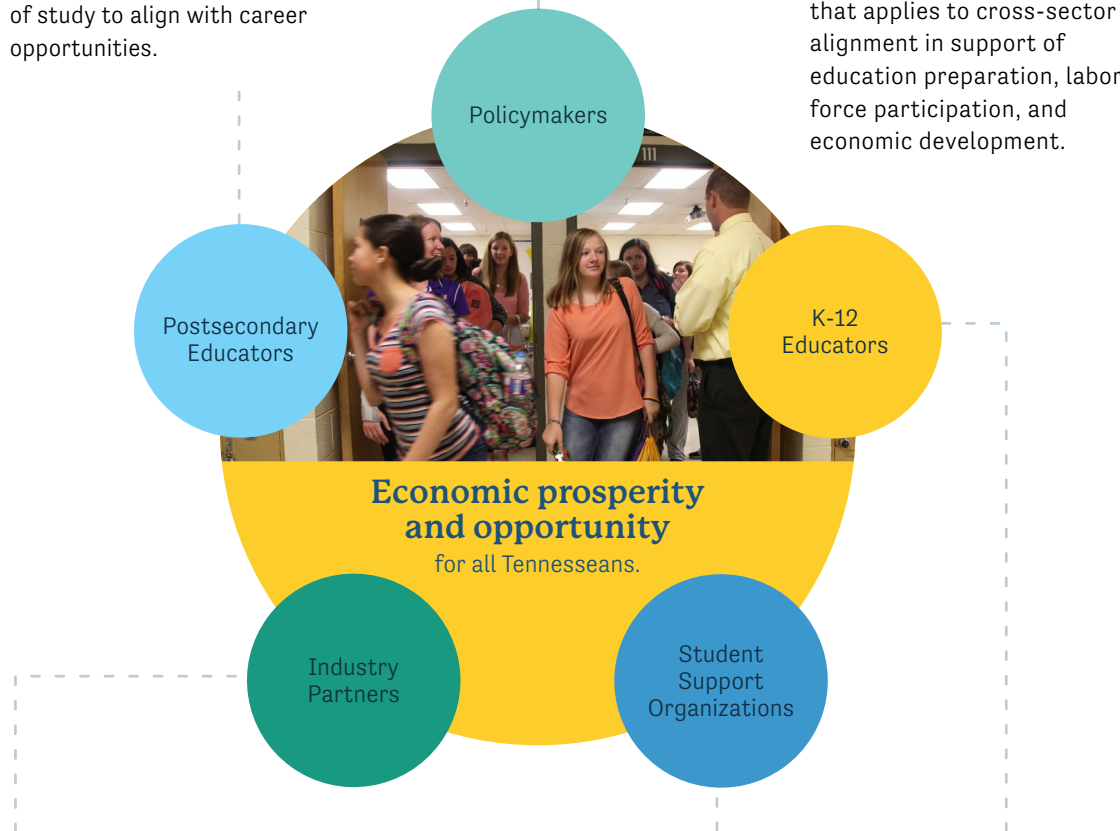 of study to align with career
opportunities.
that applies to cross-sector
alignment in support of
education preparation, labor
force participation, and
economic development.
Policymakers
111
Postsecondary
Educators
K-12
Educators
Economic prosperity
and opportunity
for all Tennesseans.
Industry
Partners
Student
Support
Organizations